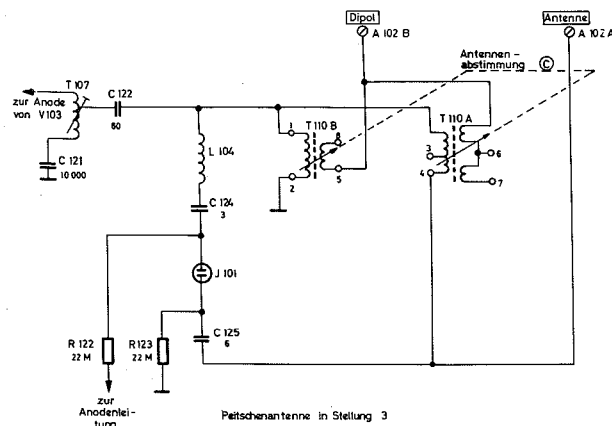 Dipol
A 102 B
Antenne
A 102 A
Antennen-
abstimmung C
T 107
zur Anode
von V103
C 122
60
C 121
10 000
L 104
T 110 B
1
2
8
5
T 110 A
3
4
6
7
C 124
3
J 101
R 122
22 M
R 123
22 M
C 125
6
zur
Anodenlei-
tung
Peitschenantenne in Stellung 3